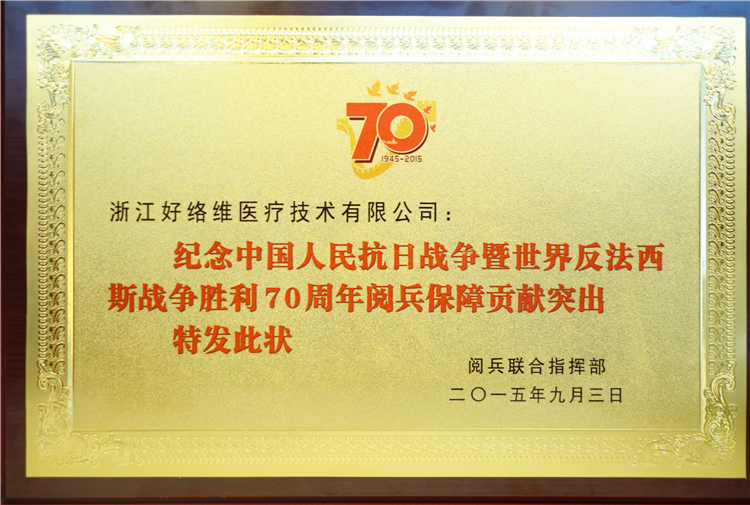 70
1945-2015
浙江好络维医疗技术有限公司：
纪念中国人民抗日战争暨世界反法西
斯战争胜利70周年阅兵保障贡献突出
特发此状
阅兵联合指挥部
二〇一五年九月三日